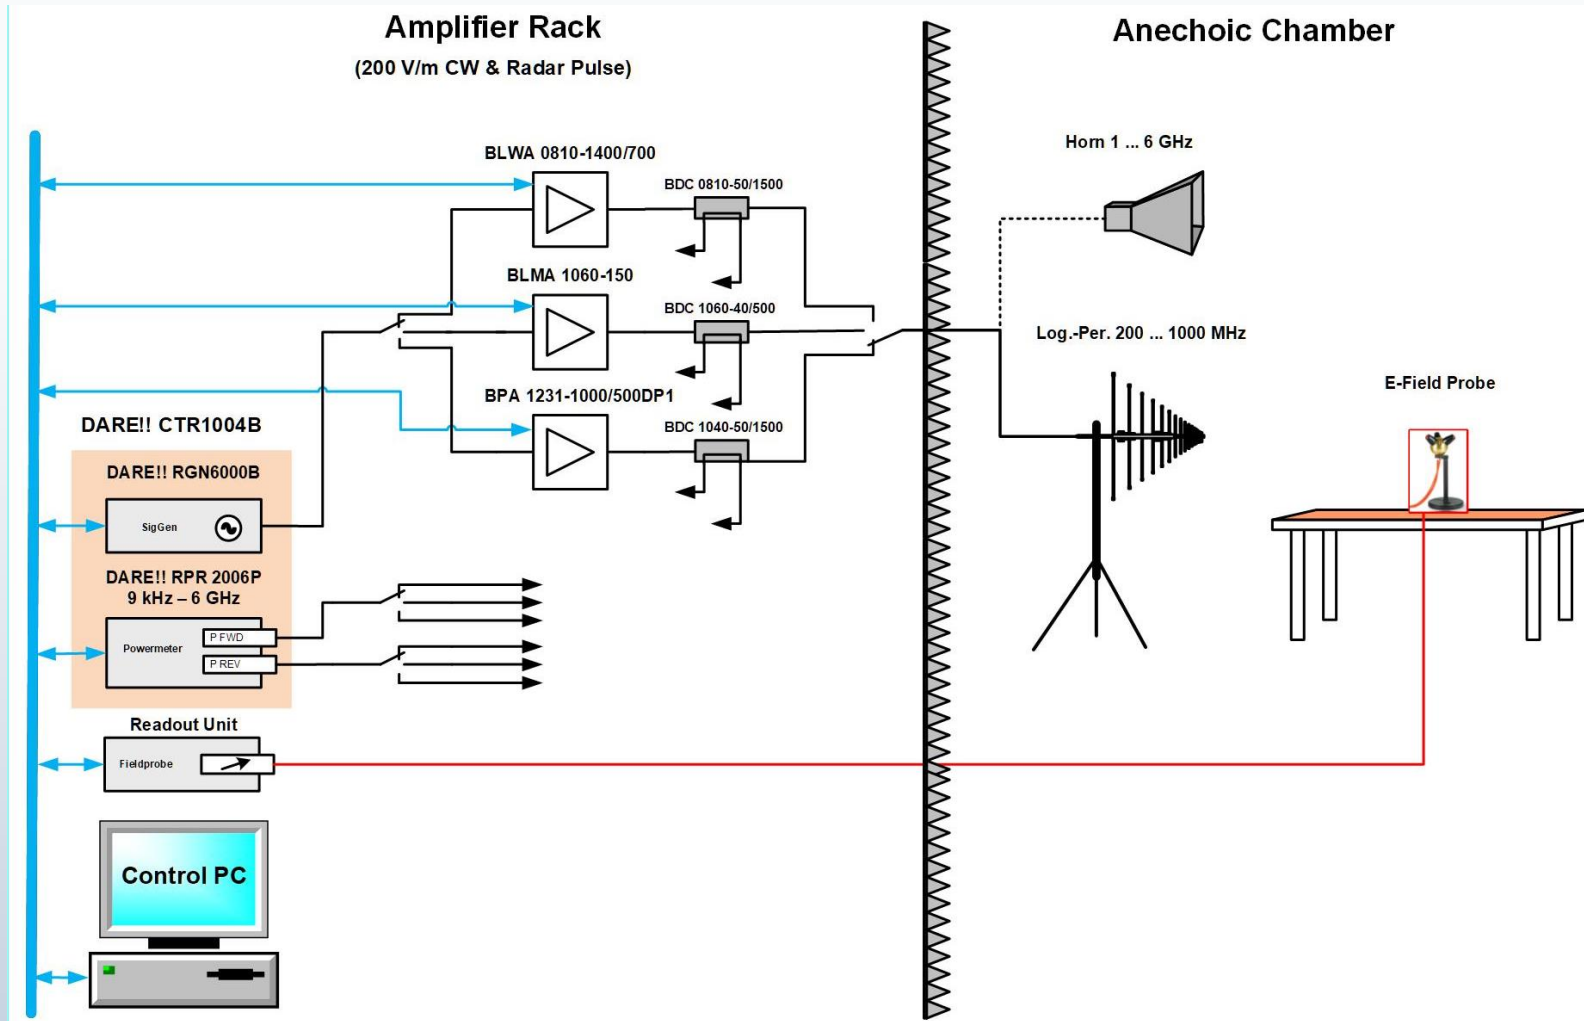 Amplifier Rack
(200 V/m CW & Radar Pulse)
Anechoic Chamber
BLWA 0810-1400/700
BDC 0810-50/1500
BLMA 1060-150
BDC 1060-40/500
BPA 1231-1000/500DP1
BDC 1040-50/1500
Horn 1 ... 6 GHz
Log.-Per. 200 ... 1000 MHz
E-Field Probe
DARE!! CTR1004B
DARE!! RGN6000B
SigGen
DARE!! RPR 2006P
9 kHz – 6 GHz
Powermeter
P FWD
P REV
Readout Unit
Fieldprobe
Control PC